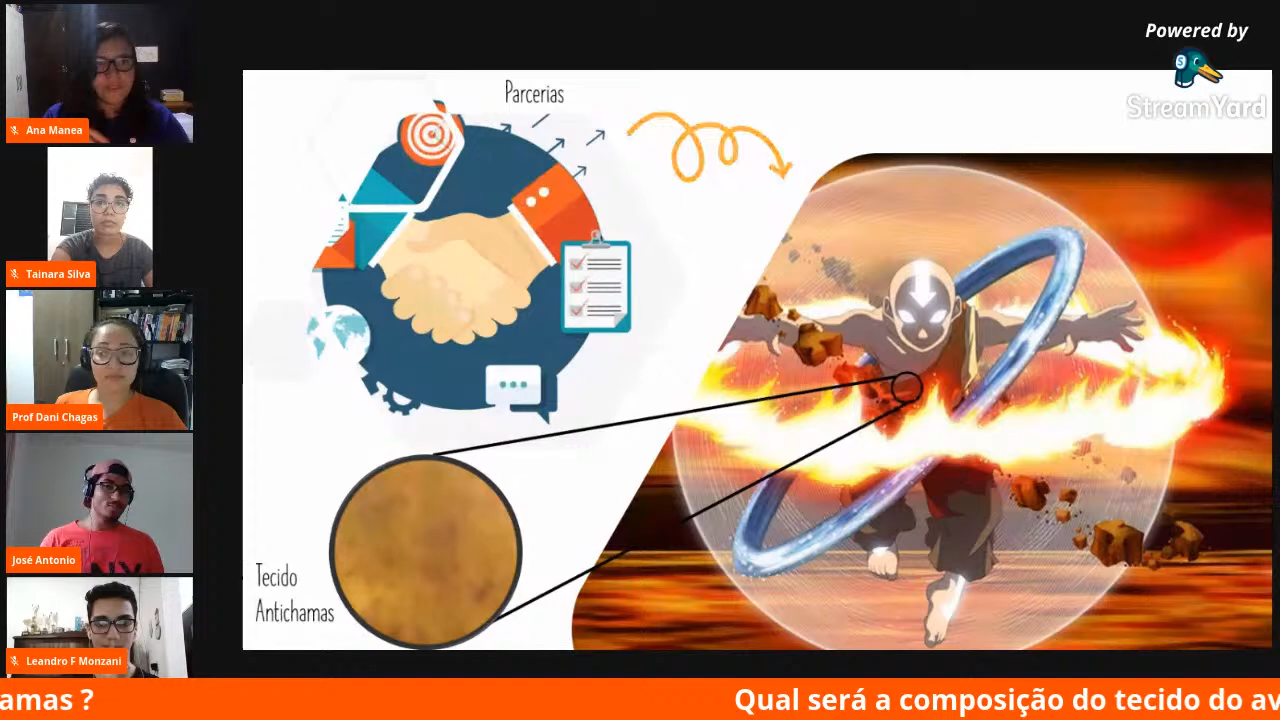 Powered by
StreamYard
Ana Manea
Tainara Silva
Prof Dani Chagas
José Antonio
Leandro F Monzani
Parcerias
Tecido
Antichamas
amas ?
Qual será a composição do tecido do av